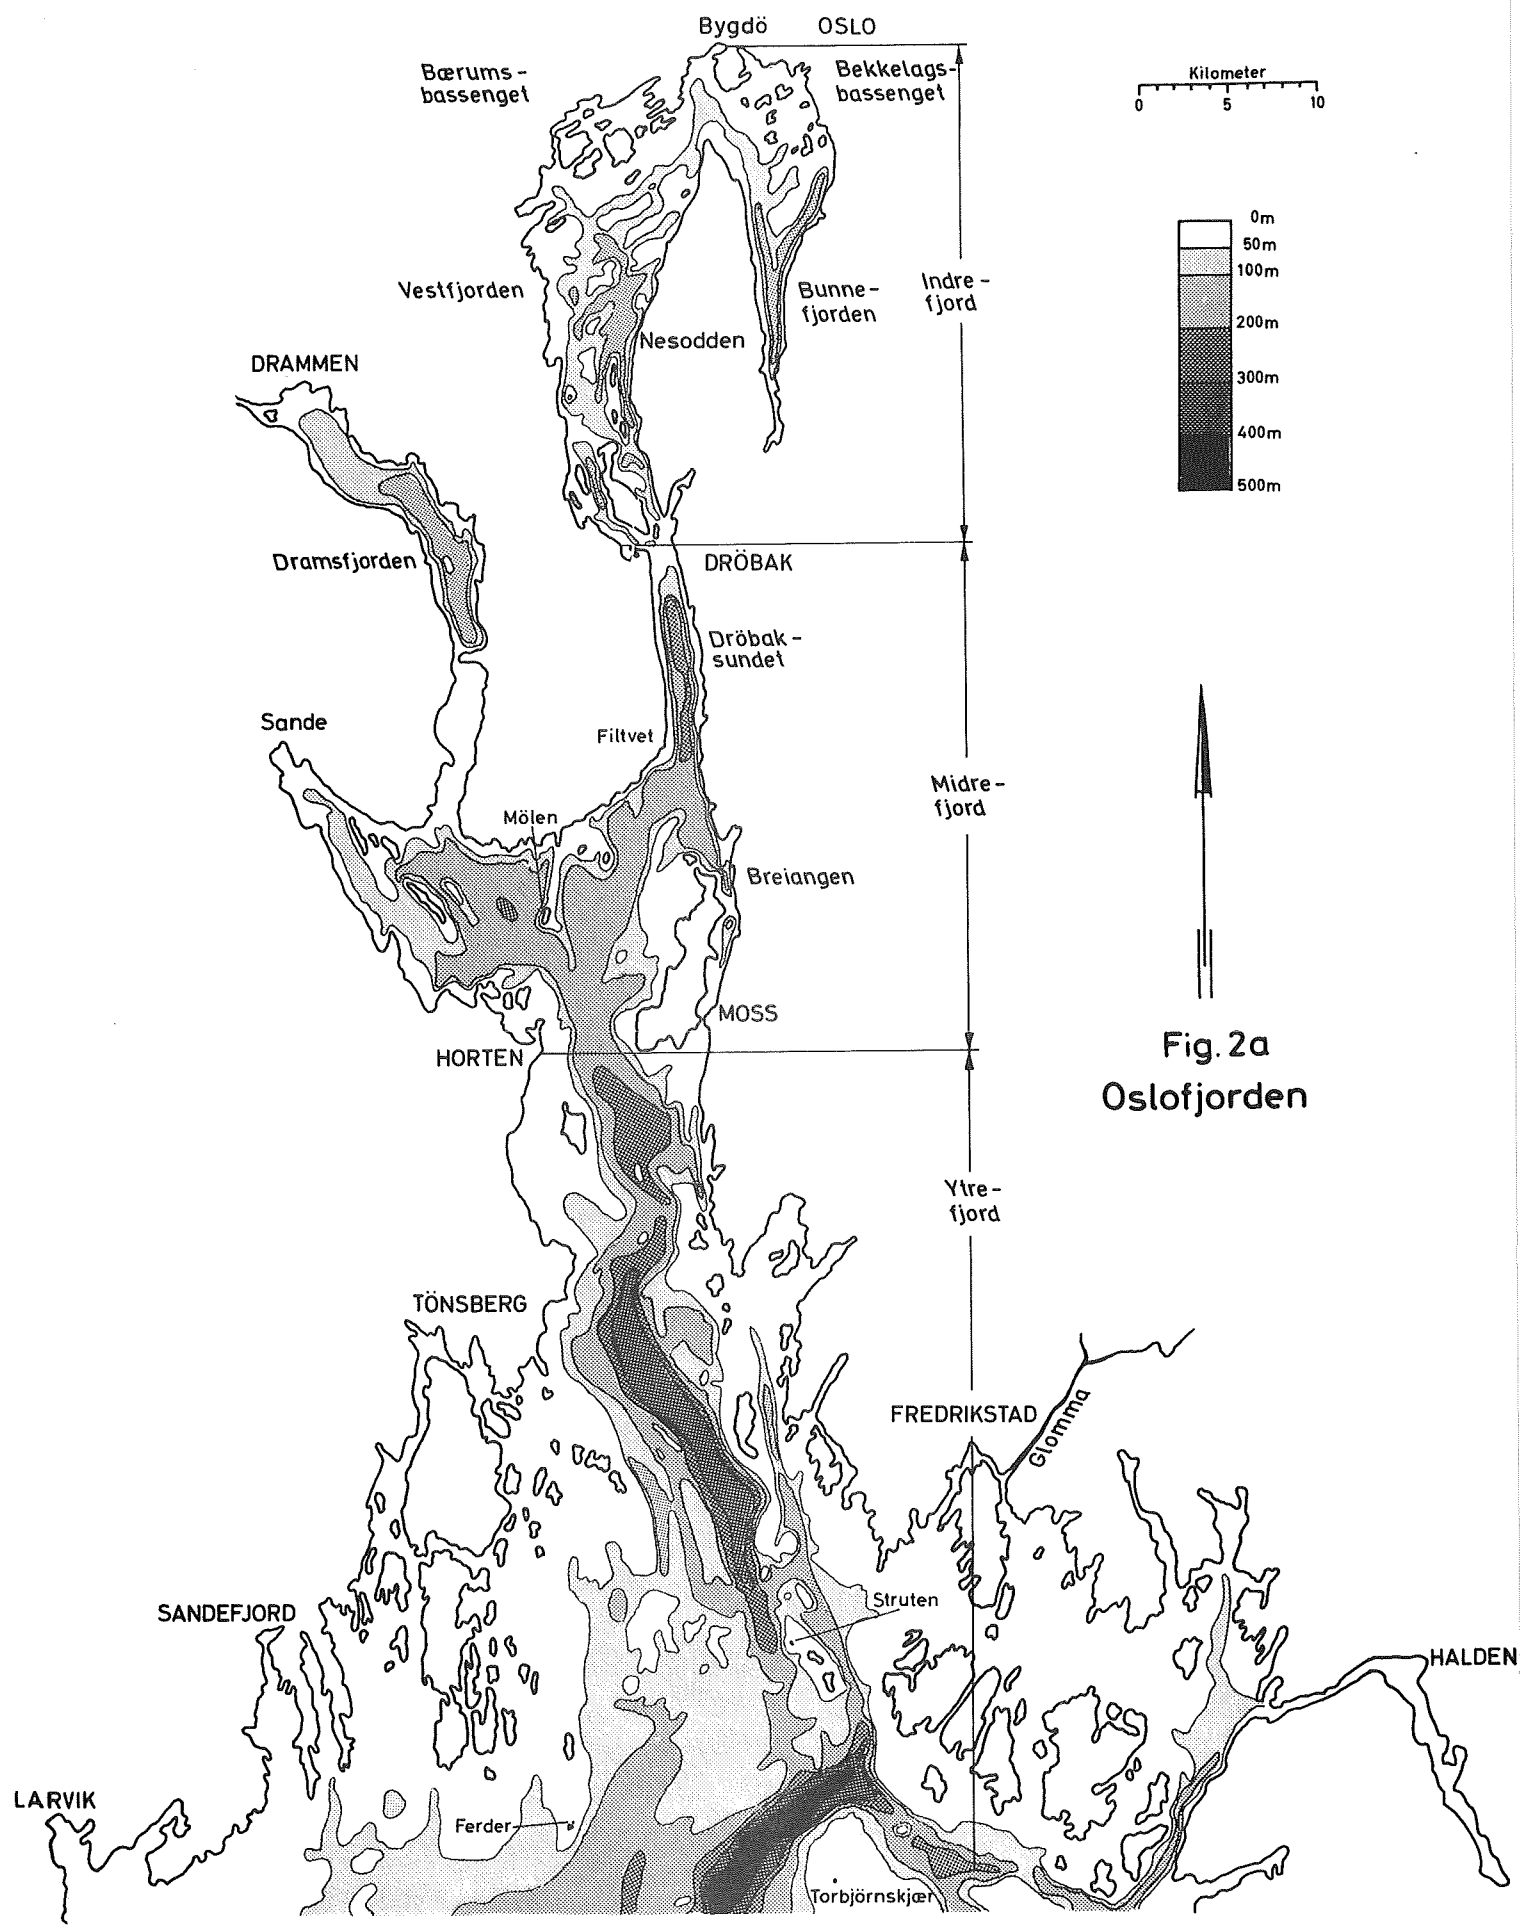 Bygdö OSLO
Bærums-
bassenget
Bekkelags-
bassenget
Kilometer
0 5 10
0m
50m
100m
200m
300m
400m
500m
Vestfjorden
Bunne-
fjorden
Indre-
fjord
Nesodden
DRAMMEN
Dramsfjorden
DRÖBAK
Dröbak-
sundet
Sande
Filtvet
Midre-
fjord
Mölen
Breiangen
MOSS
HORTEN
Fig. 2a
Oslofjorden
Ytre-
fjord
TÖNSBERG
FREDRIKSTAD
Glomma
SANDEFJORD
Struten
HALDEN
LARVIK
Ferder
Torbjörnskjær